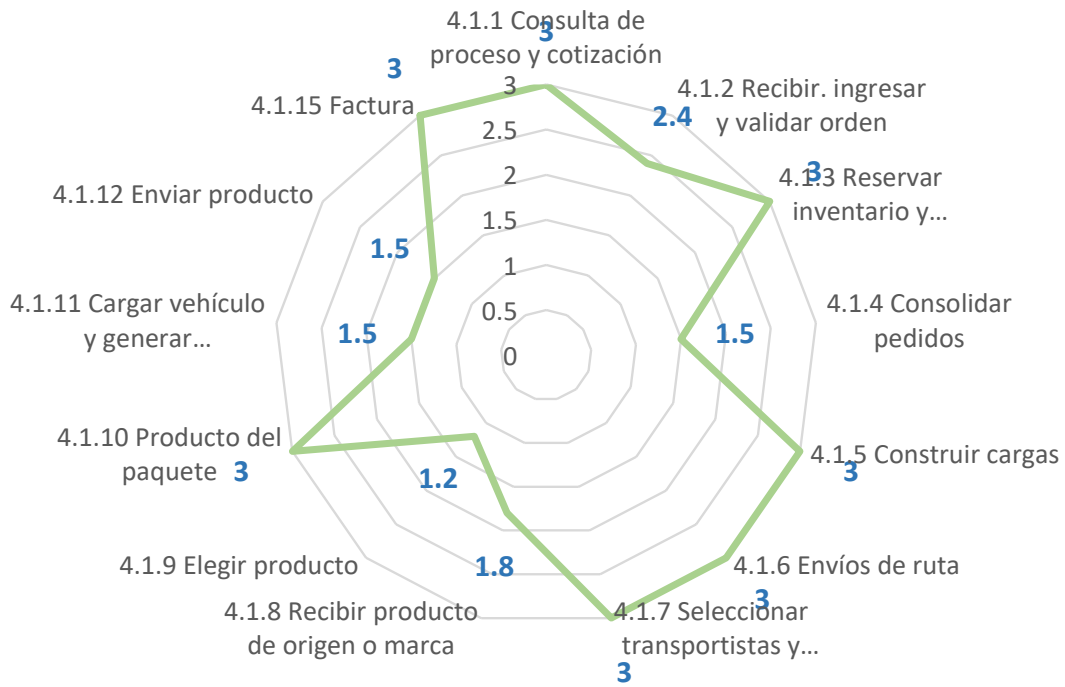 4.1.1 Consulta de
proceso y cotización
3
4.1.2 Recibir. ingresar
y validar orden
2.4
4.1.3 Reservar
inventario y...
3
4.1.4 Consolidar
pedidos
1.5
4.1.5 Construir cargas
3
4.1.6 Envíos de ruta
3
4.1.7 Seleccionar
transportistas y...
3
4.1.8 Recibir producto
de origen o marca
1.8
4.1.9 Elegir producto
1.2
4.1.10 Producto del
paquete
3
4.1.11 Cargar vehículo
y generar...
1.5
4.1.12 Enviar producto
1.5
4.1.15 Factura
3
3
2.5
2
1.5
1
0.5
0